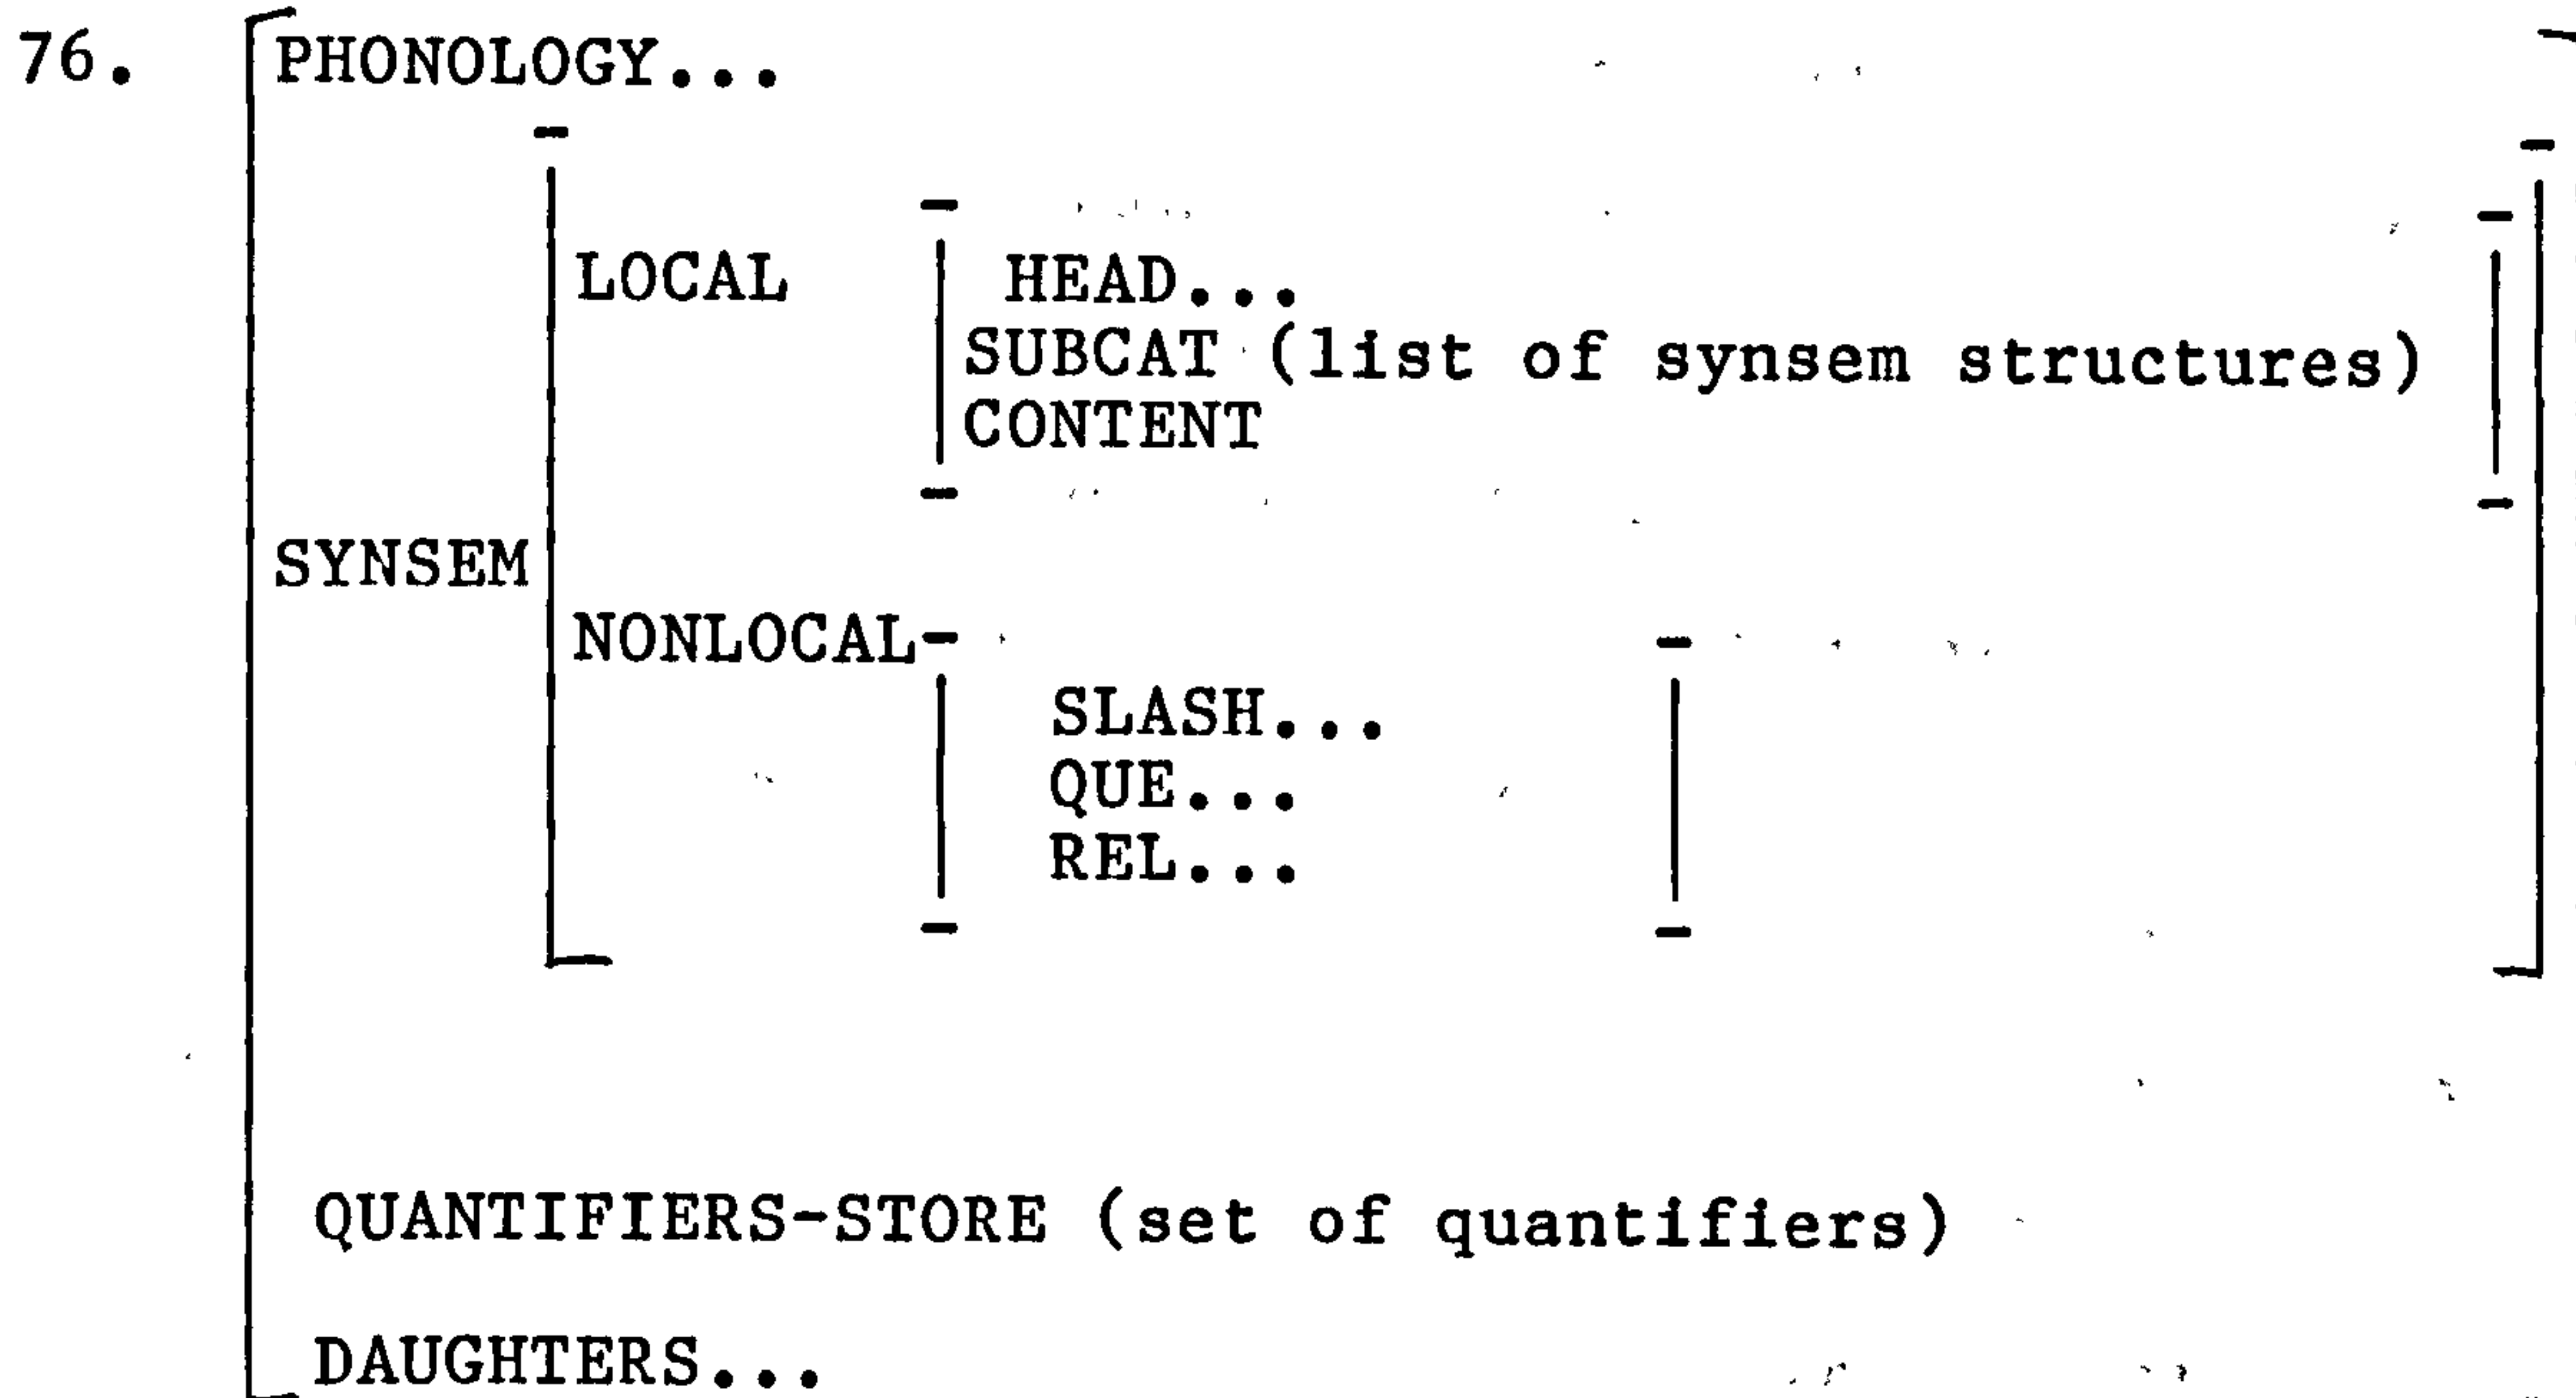 76. PHONOLOGY...
LOCAL HEAD...
SUBCAT (list of synsem structures)
CONTENT
SYNSEM
NONLOCAL
SLASH...
QUE...
REL...
QUANTIFIERS-STORE (set of quantifiers)
DAUGHTERS...